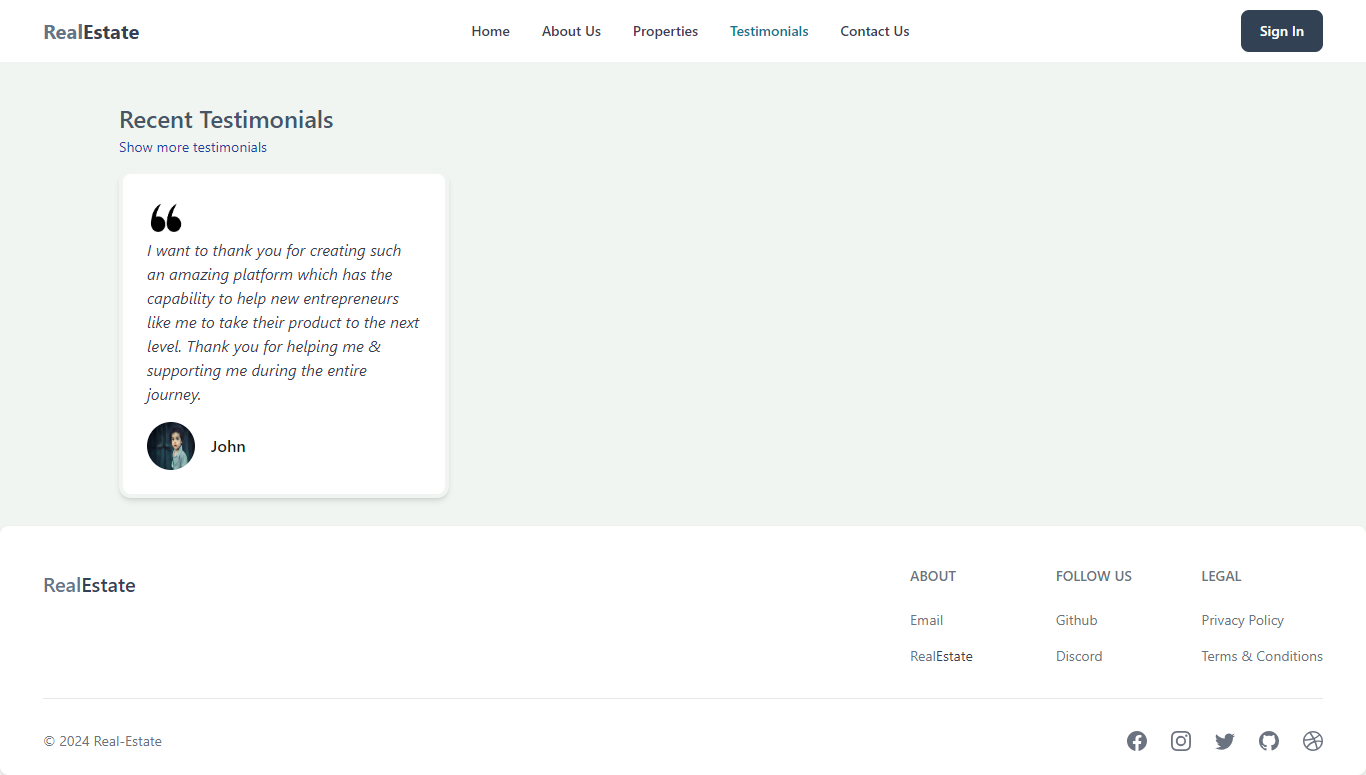 RealEstate
Home
About Us
Properties
Testimonials
Contact Us
Sign In
Recent Testimonials
Show more testimonials
I want to thank you for creating such
an amazing platform which has the
capability to help new entrepreneurs
like me to take their product to the next
level. Thank you for helping me &
supporting me during the entire
journey.
John
RealEstate
ABOUT
Email
RealEstate
FOLLOW US
Github
Discord
LEGAL
Privacy Policy
Terms & Conditions
© 2024 Real-Estate